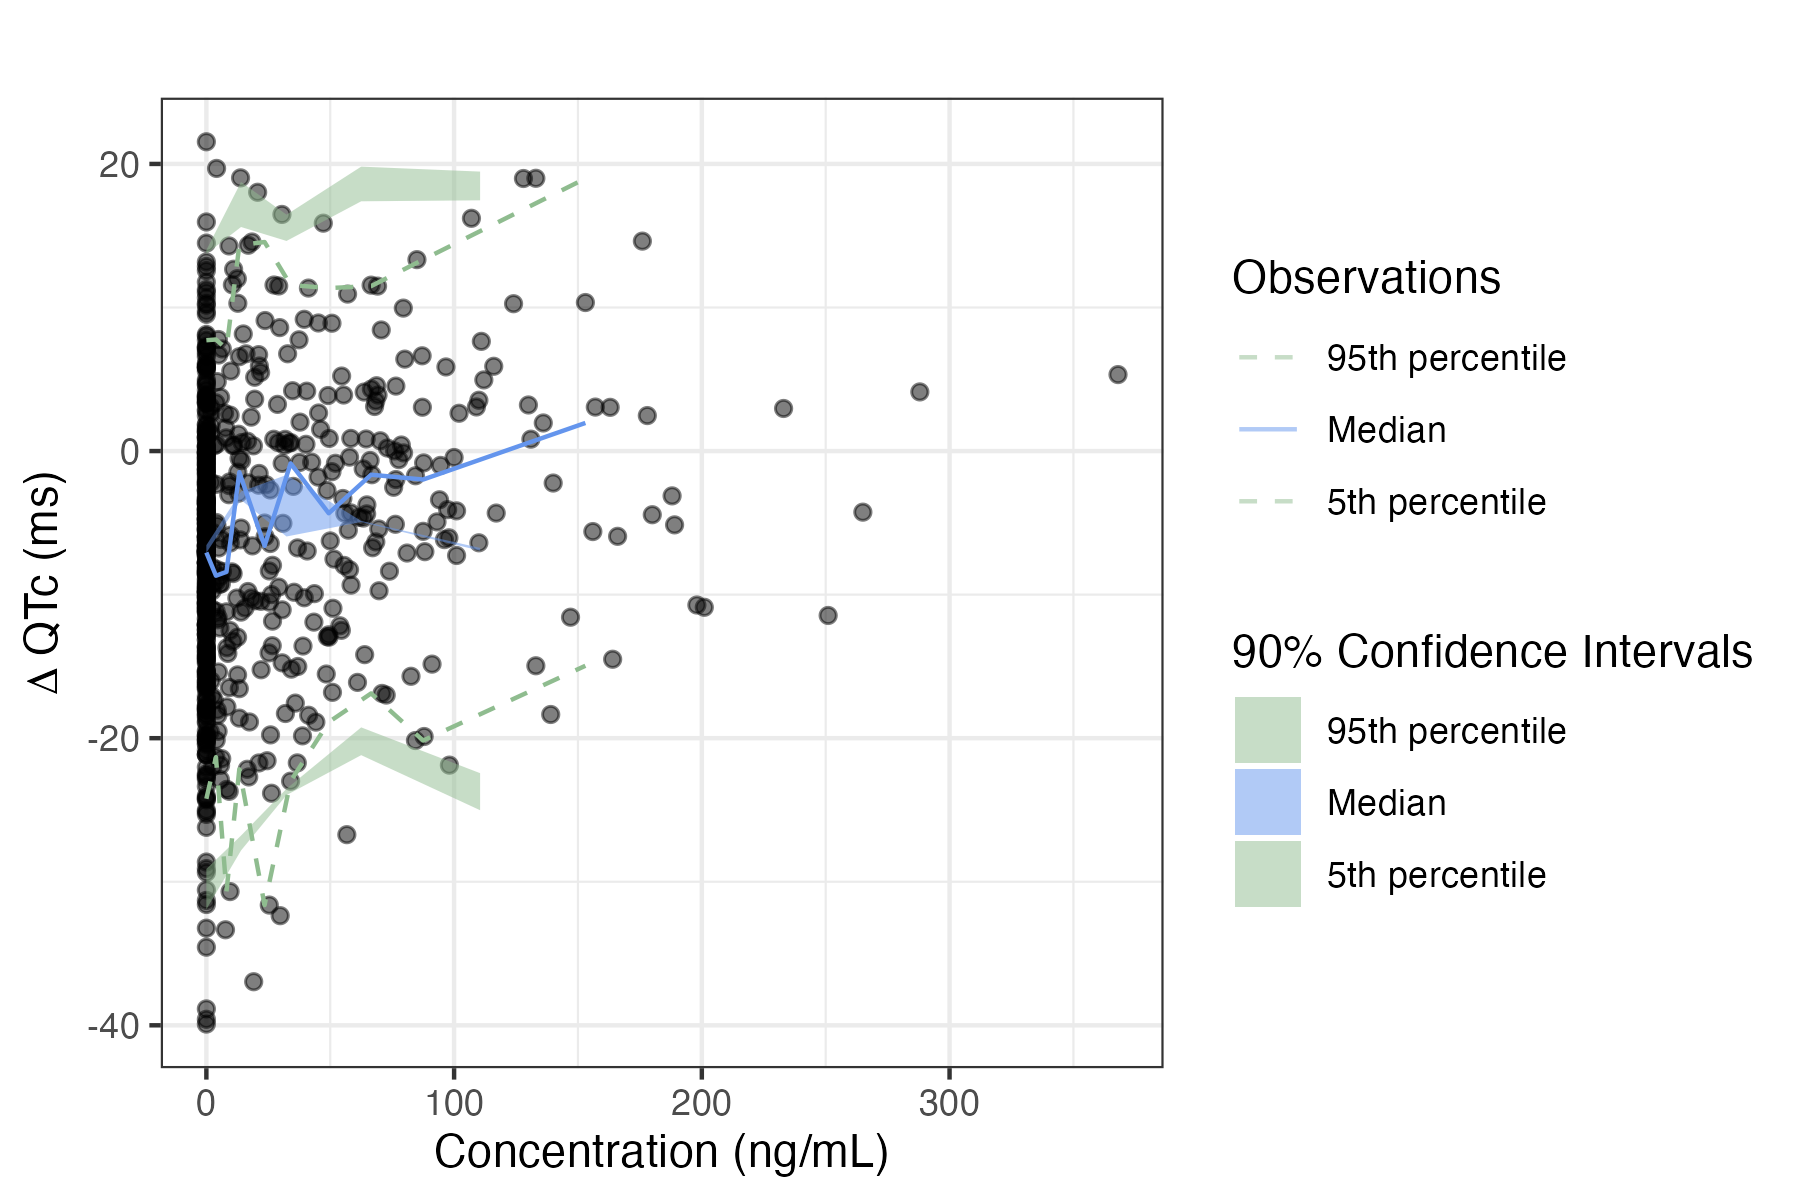 20
0
-20
-40
0
100
200
300
Δ QTc (ms)
Concentration (ng/mL)
Observations
95th percentile
Median
5th percentile
90% Confidence Intervals
95th percentile
Median
5th percentile